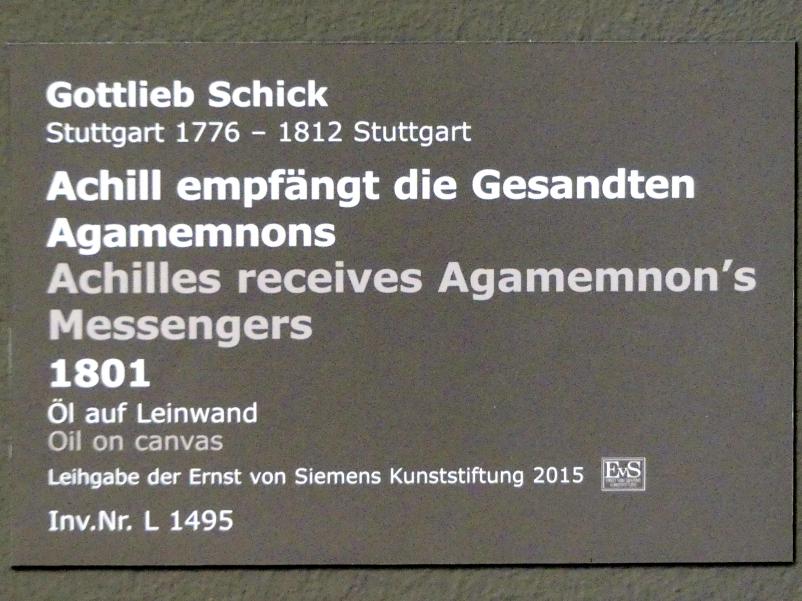 Gottlieb Schick
Stuttgart 1776 – 1812 Stuttgart
Achill empfängt die Gesandten
Agamemnons
Achilles receives Agamemnon's
Messengers
1801
Öl auf Leinwand
Oil on canvas
Leihgabe der Ernst von Siemens Kunststiftung 2015
EvS
Inv.Nr. L 1495